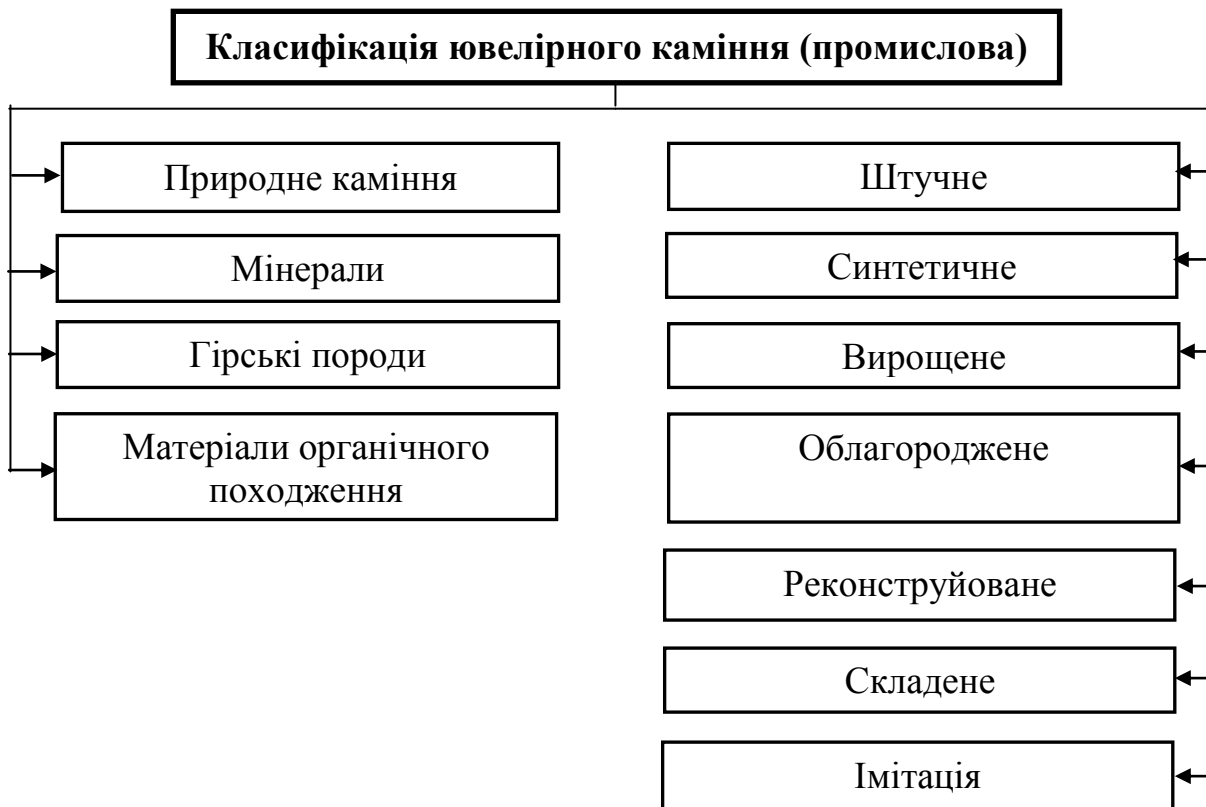 Класифікація ювелірного каміння (промислова)
Природне каміння
Мінерали
Гірські породи
Матеріали органічного
походження
Штучне
Синтетичне
Вирощене
Облагороджене
Реконструйоване
Складене
Імітація